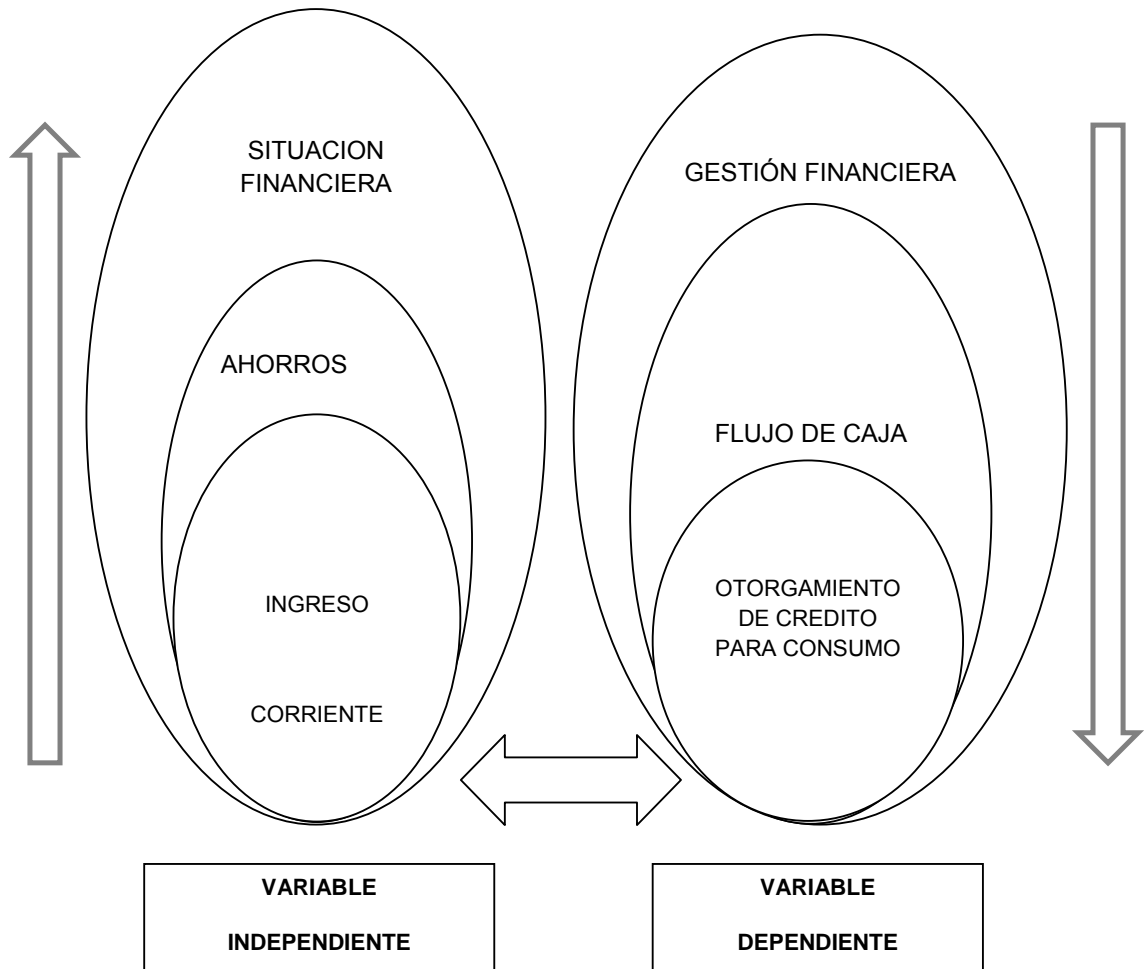 SITUACION
FINANCIERA
AHORROS
INGRESO
CORRIENTE
GESTIÓN FINANCIERA
FLUJO DE CAJA
OTORGAMIENTO
DE CREDITO
PARA CONSUMO
VARIABLE
INDEPENDIENTE
VARIABLE
DEPENDIENTE